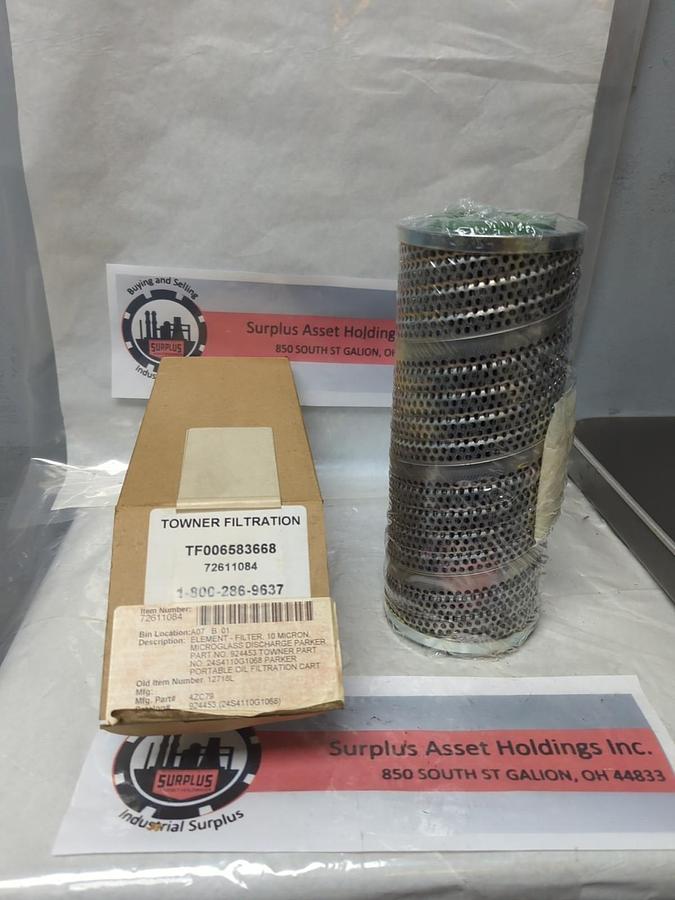 Buying and Selling
SURPLUS
Indus
Surplus Asset Holdings
850 SOUTH ST GALION, OH
TOWNER FILTRATION
TF006583668
72611084
1-800-286-9637
Item Number:
72611084
Bin Location: A07 B 01
Description: ELEMENT - FILTER, 10 MICRON,
MICROGLASS DISCHARGE PARKER
PART NO. 924453 TOWNER PART
NO. 24S4110G1068 PARKER
PORTABLE OIL FILTRATION CART
Old Item Number: 12718L
Mfg:
Mfg. Part# 4ZC79
924453 (24S4110G1068)
SURPLUS
Industrial Surplus
Surplus Asset Holdings Inc.
850 SOUTH ST GALION, OH 44833